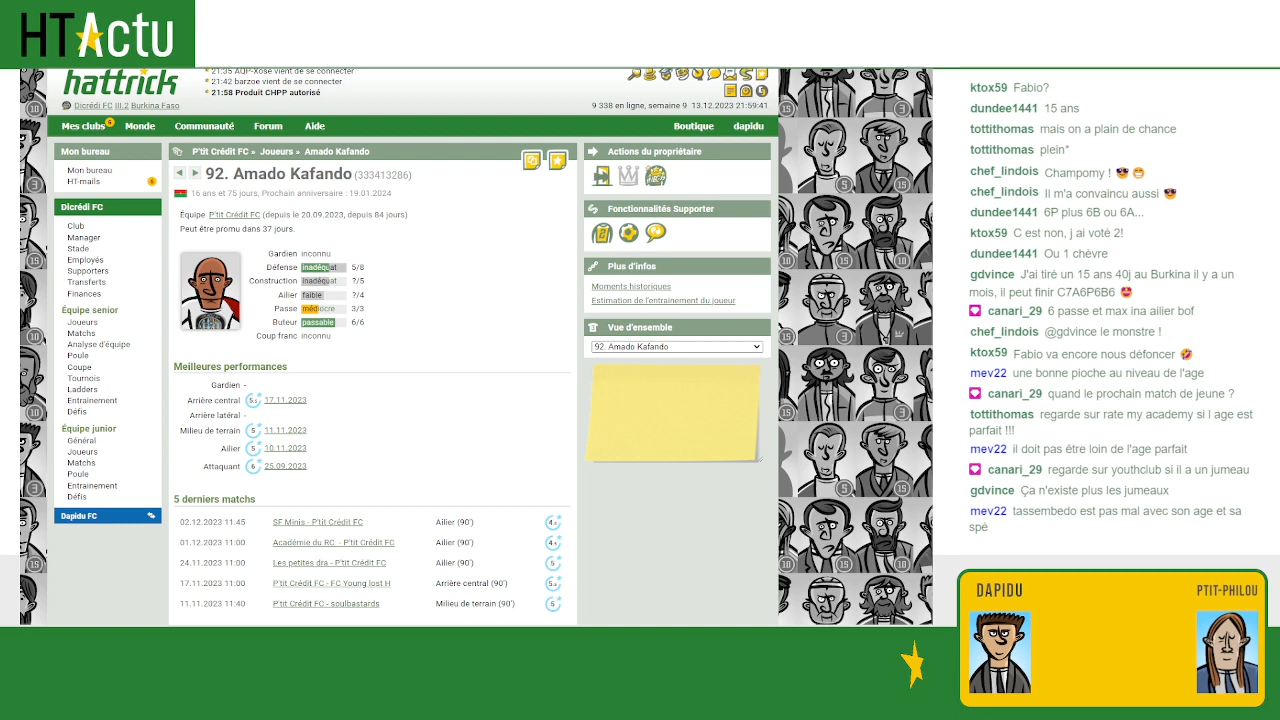 HTActu
21:35 AQP-Xose vient de se connecter
21:42 barzoe vient de se connecter
21:58 Produit CHPP autorisé
hattrick
Dicrédi FC III.2 Burkina Faso
9 338 en ligne, semaine 9 13.12.2023 21:59:41
Mes clubs 6 Monde Communauté Forum Aide Boutique dapidu
Mon bureau
Mon bureau
HT-mails 6
Dicrédi FC
Club
Manager
Stade
Employés
Supporters
Transferts
Finances
Équipe senior
Joueurs
Matchs
Analyse d'équipe
Poule
Coupe
Tournois
Ladders
Entrainement
Défis
Équipe junior
Général
Joueurs
Matchs
Poule
Entrainement
Défis
Dapidu FC
P'tit Crédit FC » Joueurs » Amado Kafando
92. Amado Kafando (333413286)
16 ans et 75 jours, Prochain anniversaire : 19.01.2024
Équipe P'tit Crédit FC (depuis le 20.09.2023, depuis 84 jours)
Peut être promu dans 37 jours.
Gardien inconnu
Défense inadéquat 5/8
Construction inadéquat ?/5
Ailier faible ?/4
Passe médiocre 3/3
Buteur passable 6/6
Coup franc inconnu
Meilleures performances
Gardien -
Arrière central 5.5 17.11.2023
Arrière latéral -
Milieu de terrain 5 11.11.2023
Ailier 5 10.11.2023
Attaquant 6 25.09.2023
5 derniers matchs
02.12.2023 11:45 SF Minis - P'tit Crédit FC Ailier (90')
01.12.2023 11:00 Académie du RC - P'tit Crédit FC Ailier (90')
24.11.2023 11:00 Les petites dra - P'tit Crédit FC Ailier (90') 5
17.11.2023 11:00 P'tit Crédit FC - FC Young lost H Arrière central (90') 5.5
11.11.2023 11:40 P'tit Crédit FC - soulbastards Milieu de terrain (90') 5
Actions du propriétaire
Fonctionnalités Supporter
Plus d'infos
Moments historiques
Estimation de l'entrainement du joueur
Vue d'ensemble
92. Amado Kafando
ktox59 Fabio?
dundee1441 15 ans
tottithomas mais on a plain de chance
tottithomas plein*
chef_lindois Champomy ! 😎 😁
chef_lindois Il m'a convaincu aussi 😎
dundee1441 6P plus 6B ou 6A...
ktox59 C est non, j ai voté 2!
dundee1441 Ou 1 chèvre
gdvince J'ai tiré un 15 ans 40j au Burkina il y a un
mois, il peut finir C7A6P6B6 🤩
canari_29 6 passe et max ina ailier bof
chef_lindois @gdvince le monstre !
ktox59 Fabio va encore nous défoncer 🤣
mev22 une bonne pioche au niveau de l'age
canari_29 quand le prochain match de jeune ?
tottithomas regarde sur rate my academy si l age est
parfait !!!
mev22 il doit pas être loin de l'age parfait
canari_29 regarde sur youthclub si il a un jumeau
gdvince Ça n'existe plus les jumeaux
mev22 tassembedo est pas mal avec son age et sa
spé
DAPIDU PTIT-PHILOU